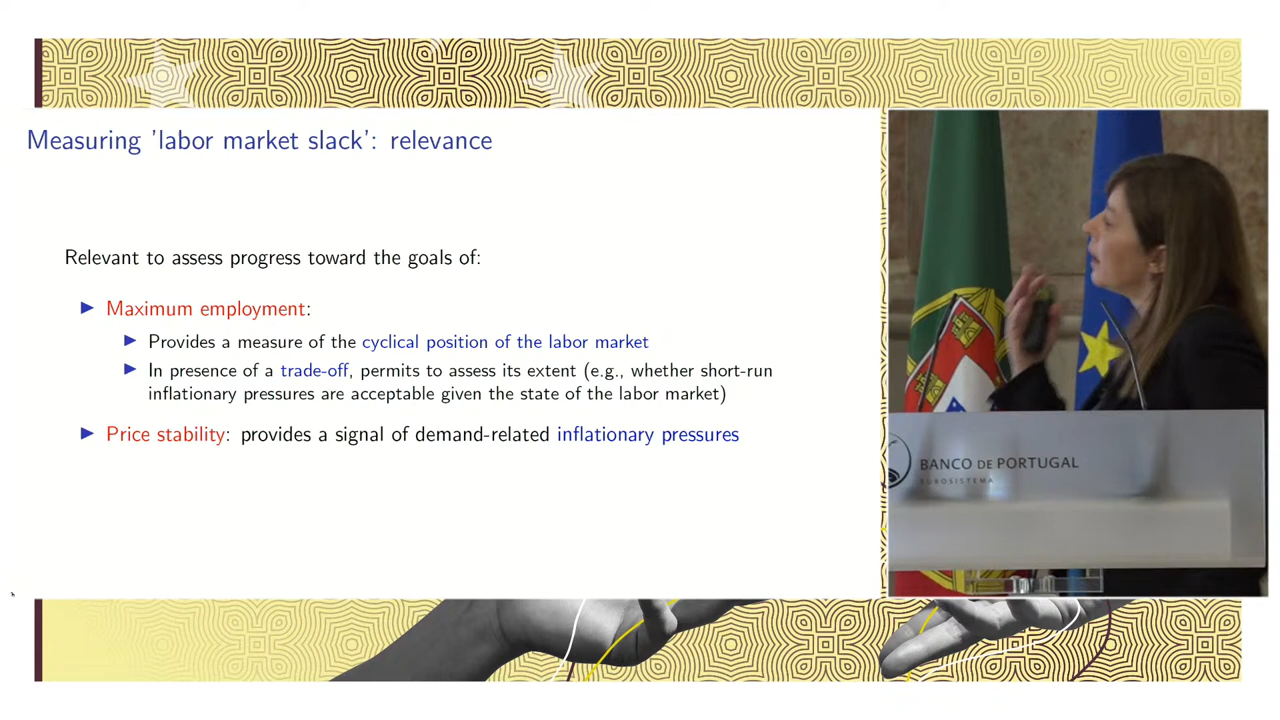 Measuring 'labor market slack': relevance
Relevant to assess progress toward the goals of:
Maximum employment:
Provides a measure of the cyclical position of the labor market
In presence of a trade-off, permits to assess its extent (e.g., whether short-run
inflationary pressures are acceptable given the state of the labor market)
Price stability: provides a signal of demand-related inflationary pressures
BANCO DE PORTUGAL
EUROSISTEMA